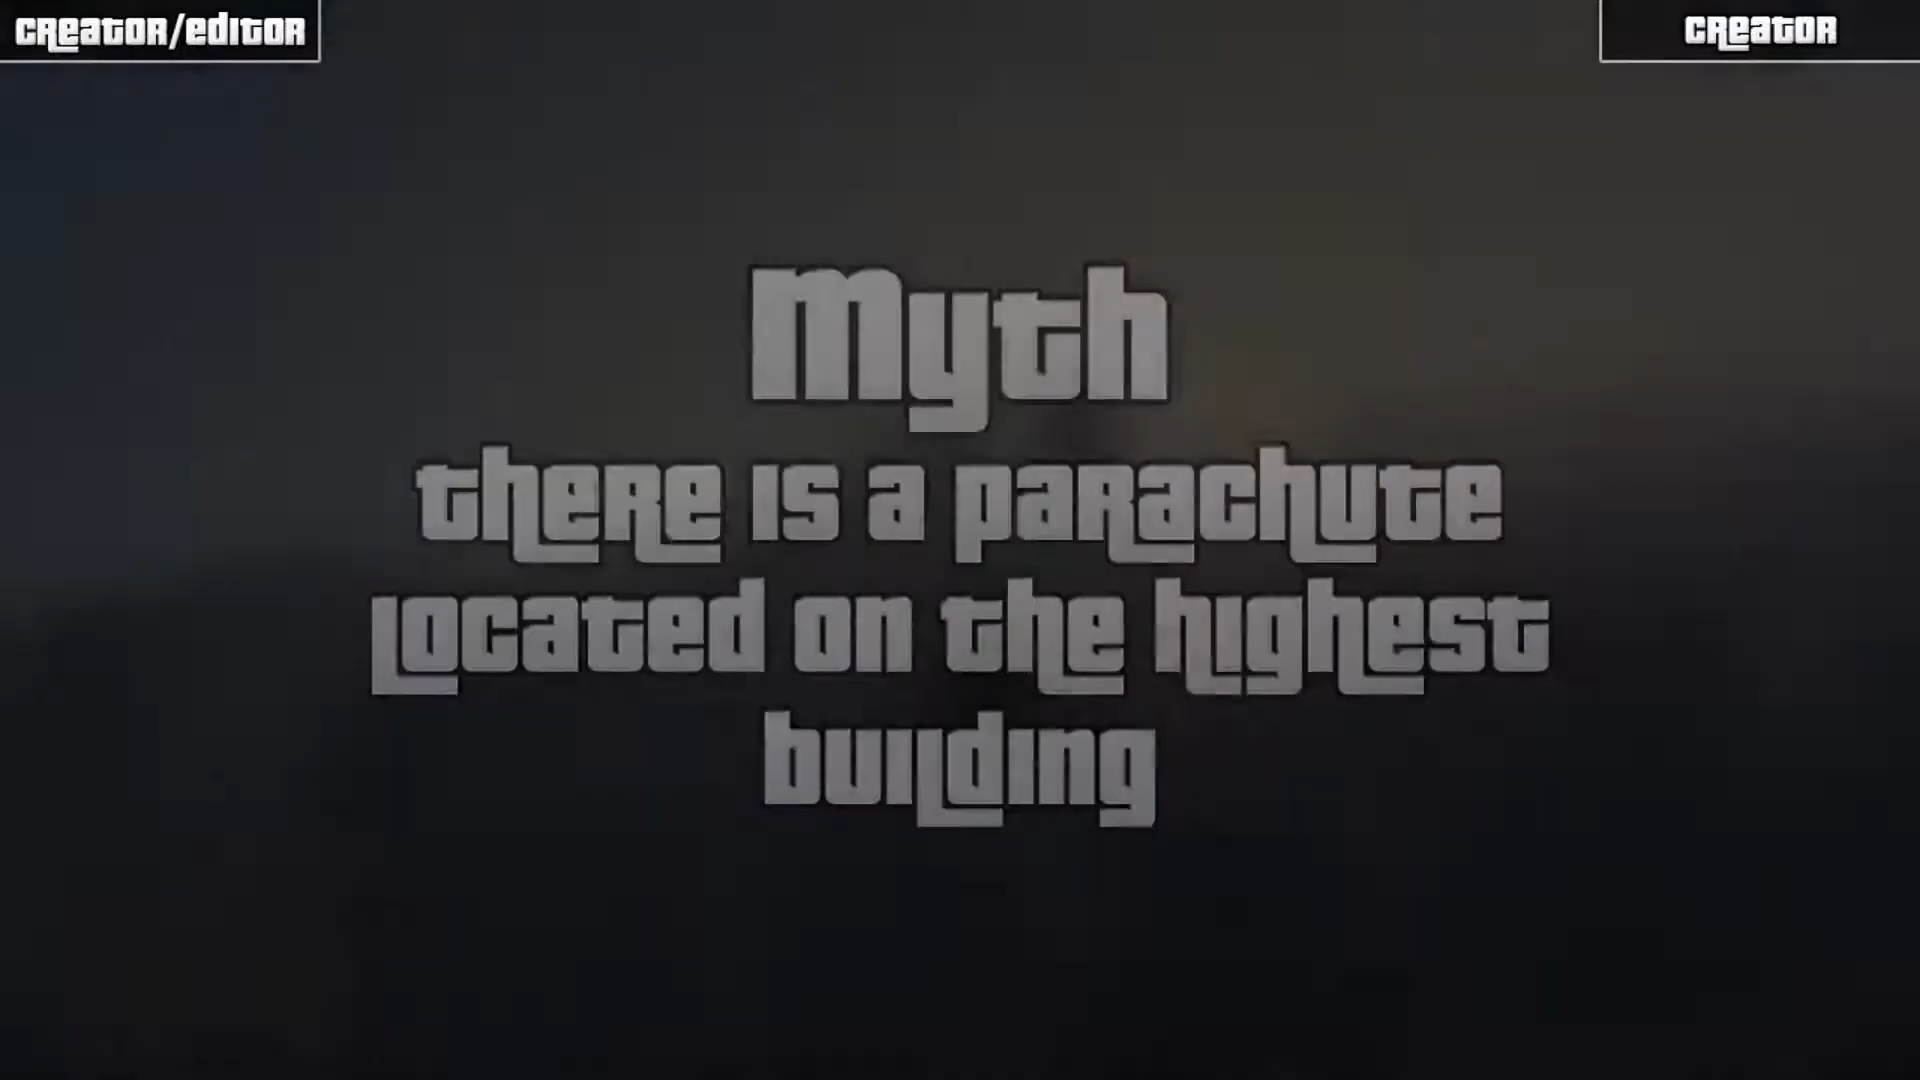 CREATOR/EDITOR
CREATOR
Myth
there is a parachute
located on the highest
building